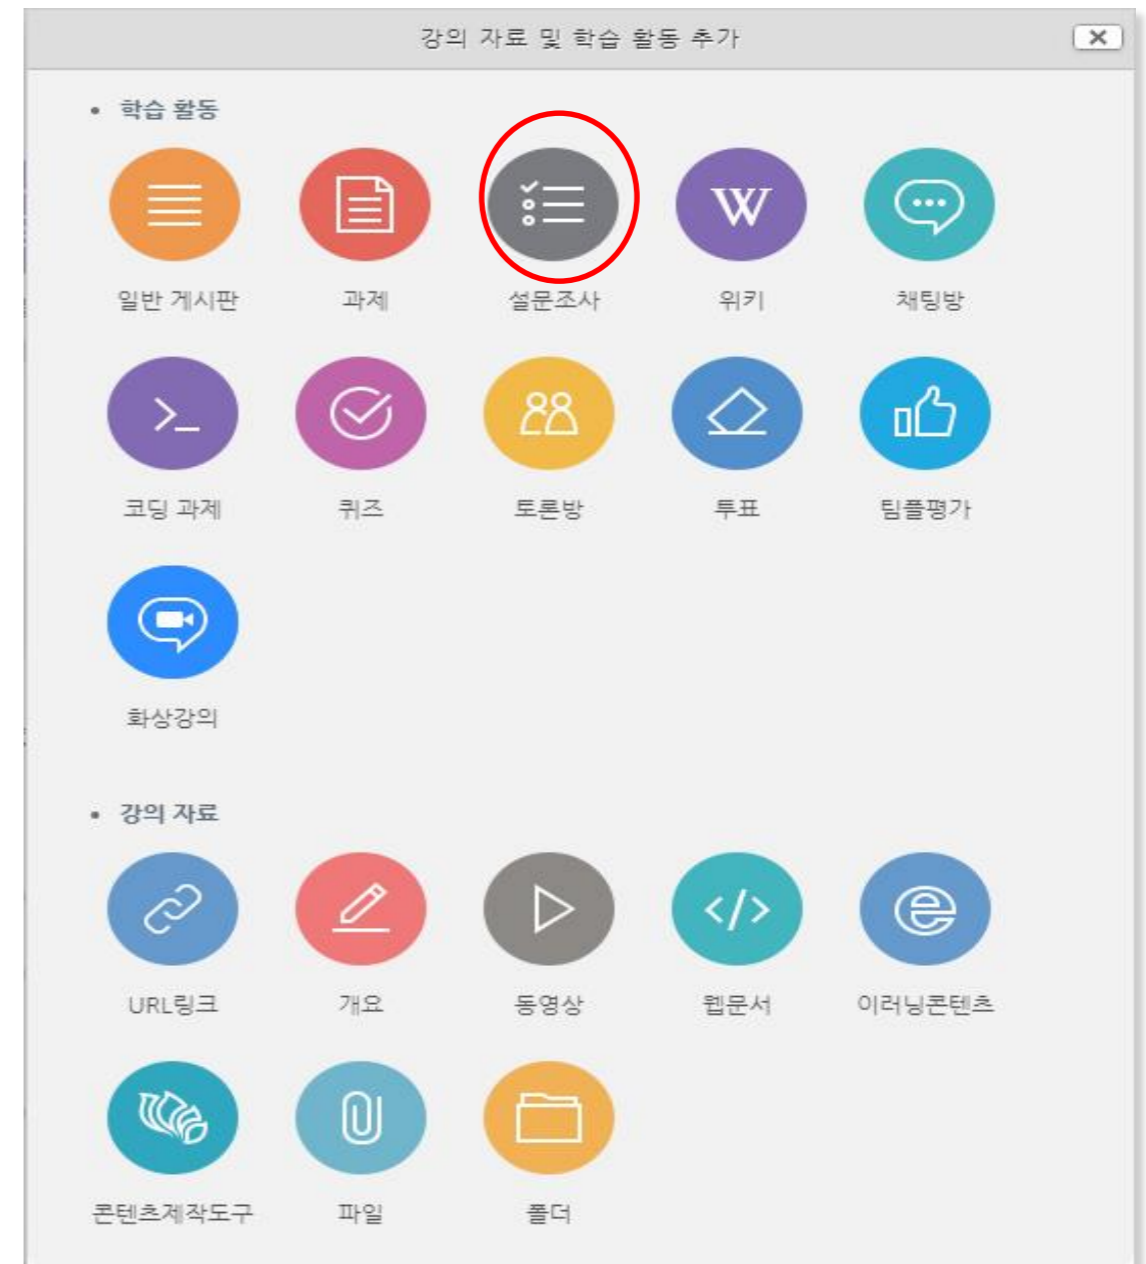 강의 자료 및 학습 활동 추가
• 학습 활동
일반 게시판 과제 설문조사 위키 채팅방
코딩 과제 퀴즈 토론방 투표 팀플평가
화상강의
• 강의 자료
URL링크 개요 동영상 웹문서 이러닝콘텐츠
콘텐츠제작도구 파일 폴더